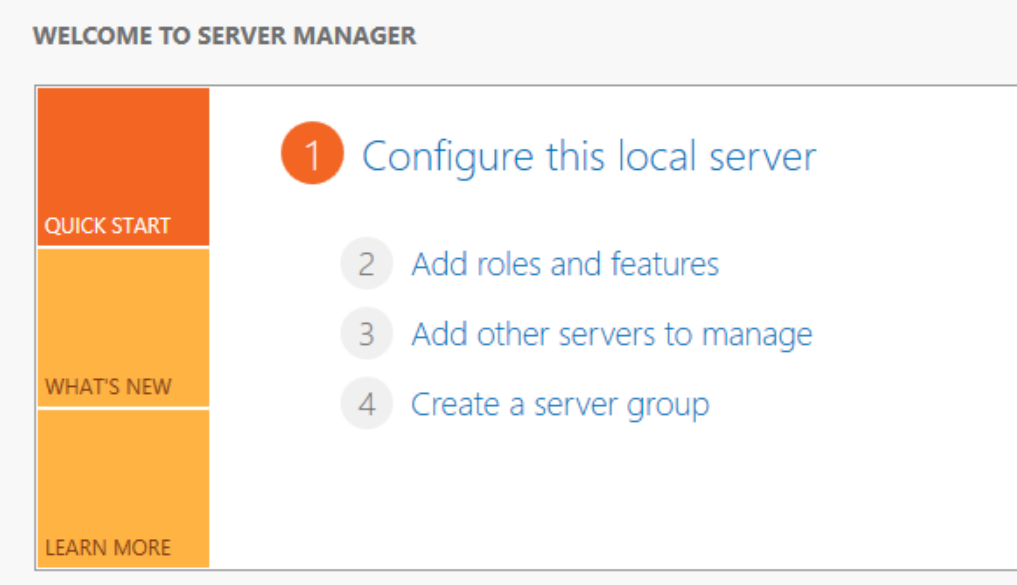 WELCOME TO SERVER MANAGER
QUICK START
WHAT'S NEW
LEARN MORE
1 Configure this local server
2 Add roles and features
3 Add other servers to manage
4 Create a server group